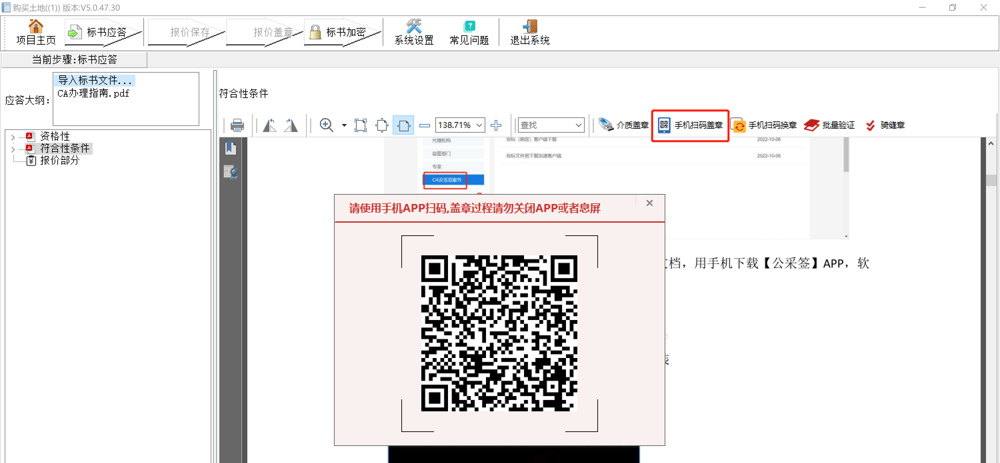 购买土地((1)) 版本:V5.0.47.30
项目主页
标书应答
报价保存
报价盖章
标书加密
系统设置
常见问题
退出系统
当前步骤:标书应答
应答大纲:
导入标书文件...
CA办理指南.pdf
符合性条件
138.71%
查找
介质盖章
手机扫码盖章
手机扫码换章
批量验证
骑缝章
资格性
符合性条件
报价部分
代理机构
投标（响应）客户端下载
2022-10-06
监管部门
投标文件预下载加速客户端
2022-10-06
专家
CA及签章服务
请使用手机APP扫码,盖章过程请勿关闭APP或者息屏
档，用手机下载【公采签】APP，软